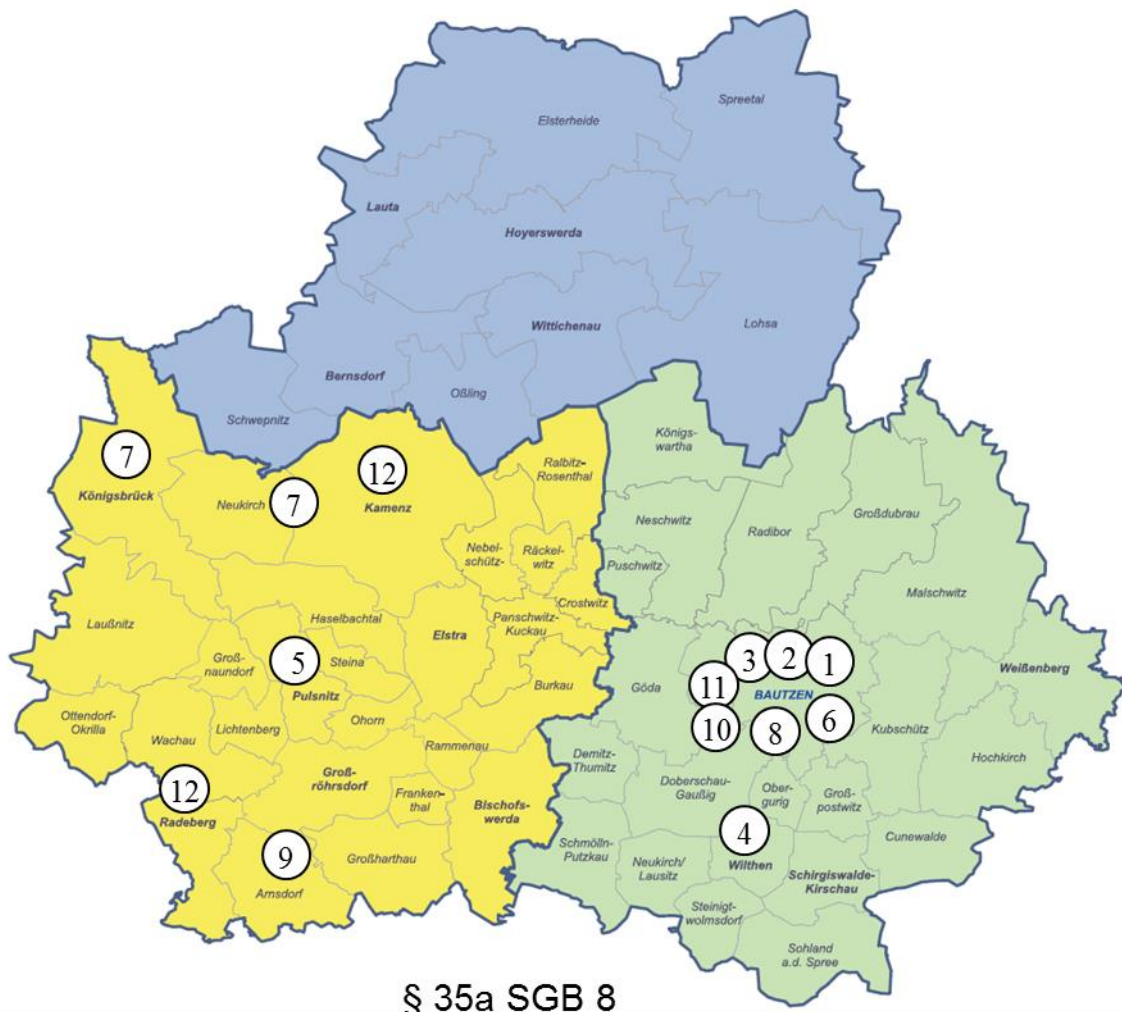 Spreetal
Elsterheide
Lauta
Hoyerswerda
Wittichenau
Lohsa
Bernsdorf
Oßling
Schwepnitz
7
Königsbrück
Neukirch
7
12
Kamenz
Ralbitz-
Rosenthal
Nebel-
schütz-
Räckel-
witz
Crostwitz
Panschwitz-
Kuckau
Haselbachtal
Elstra
Laußnitz
Groß-
naundorf
5
Steina
Pulsnitz
Burkau
Ottendorf-
Okrilla
Wachau
Lichtenberg
Ohorn
Rammenau
12
Radeberg
Groß-
röhrsdorf
Franken-
thal
Bischofs-
werda
9
Arnsdorf
Großharthau
Königs-
wartha
Neschwitz
Radibor
Großdubrau
Puschwitz
Malschwitz
Weißenberg
Göda
3
2
1
11
BAUTZEN
10
8
6
Kubschütz
Hochkirch
Demitz-
Thumitz
Doberschau-
Gaußig
Ober-
gurig
Groß-
postwitz
4
Wilthen
Cunewalde
Schmölln-
Putzkau
Neukirch/
Lausitz
Schirgiswalde-
Kirschau
Steinigt-
wolmsdorf
Sohland
a.d. Spree
§ 35a SGB 8